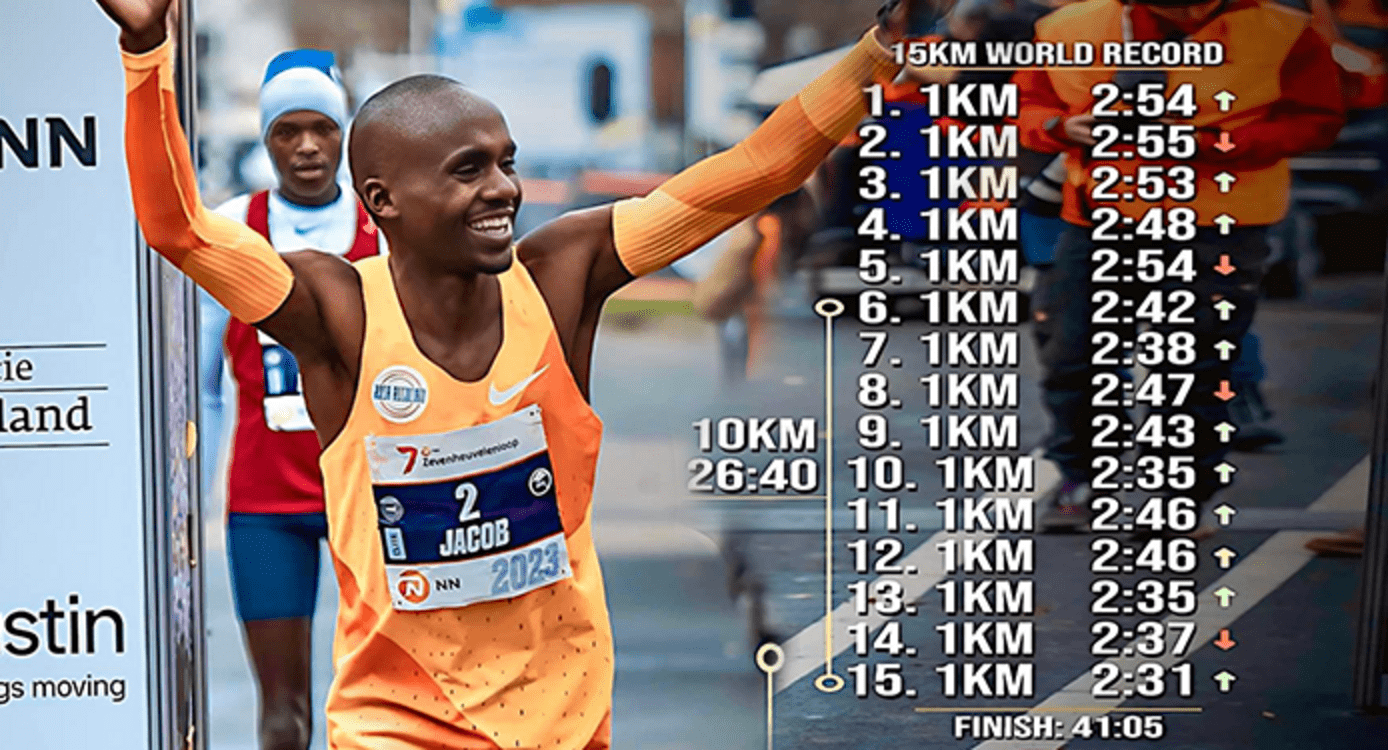 NN
cie
land
stin
gs moving
7 Zevenheuvelenloop
2
JACOB
ELITE
NN 2023
15KM WORLD RECORD
1. 1KM 2:54 ↑
2. 1KM 2:55 ↓
3. 1KM 2:53 ↑
4. 1KM 2:48 ↑
5. 1KM 2:54 ↓
6. 1KM 2:42 ↑
7. 1KM 2:38 ↑
8. 1KM 2:47 ↓
9. 1KM 2:43 ↑
10. 1KM 2:35 ↑
11. 1KM 2:46 ↑
12. 1KM 2:46 ↑
13. 1KM 2:35 ↑
14. 1KM 2:37 ↓
15. 1KM 2:31 ↑
10KM
26:40
FINISH: 41:05